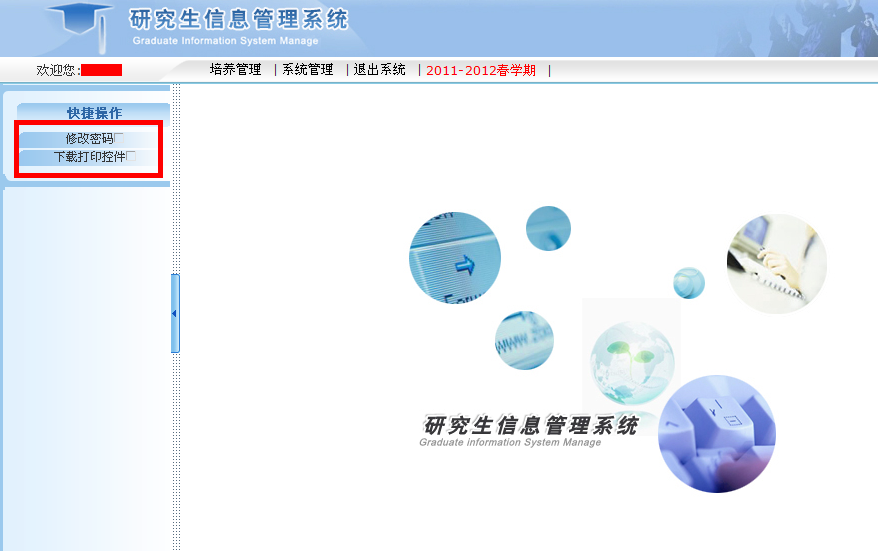 研究生信息管理系统
Graduate Information System Manage
欢迎您:
培养管理 | 系统管理 | 退出系统 | 2011-2012春学期 |
快捷操作
修改密码
下载打印控件
www.
研究生信息管理系统
Graduate information System Manage